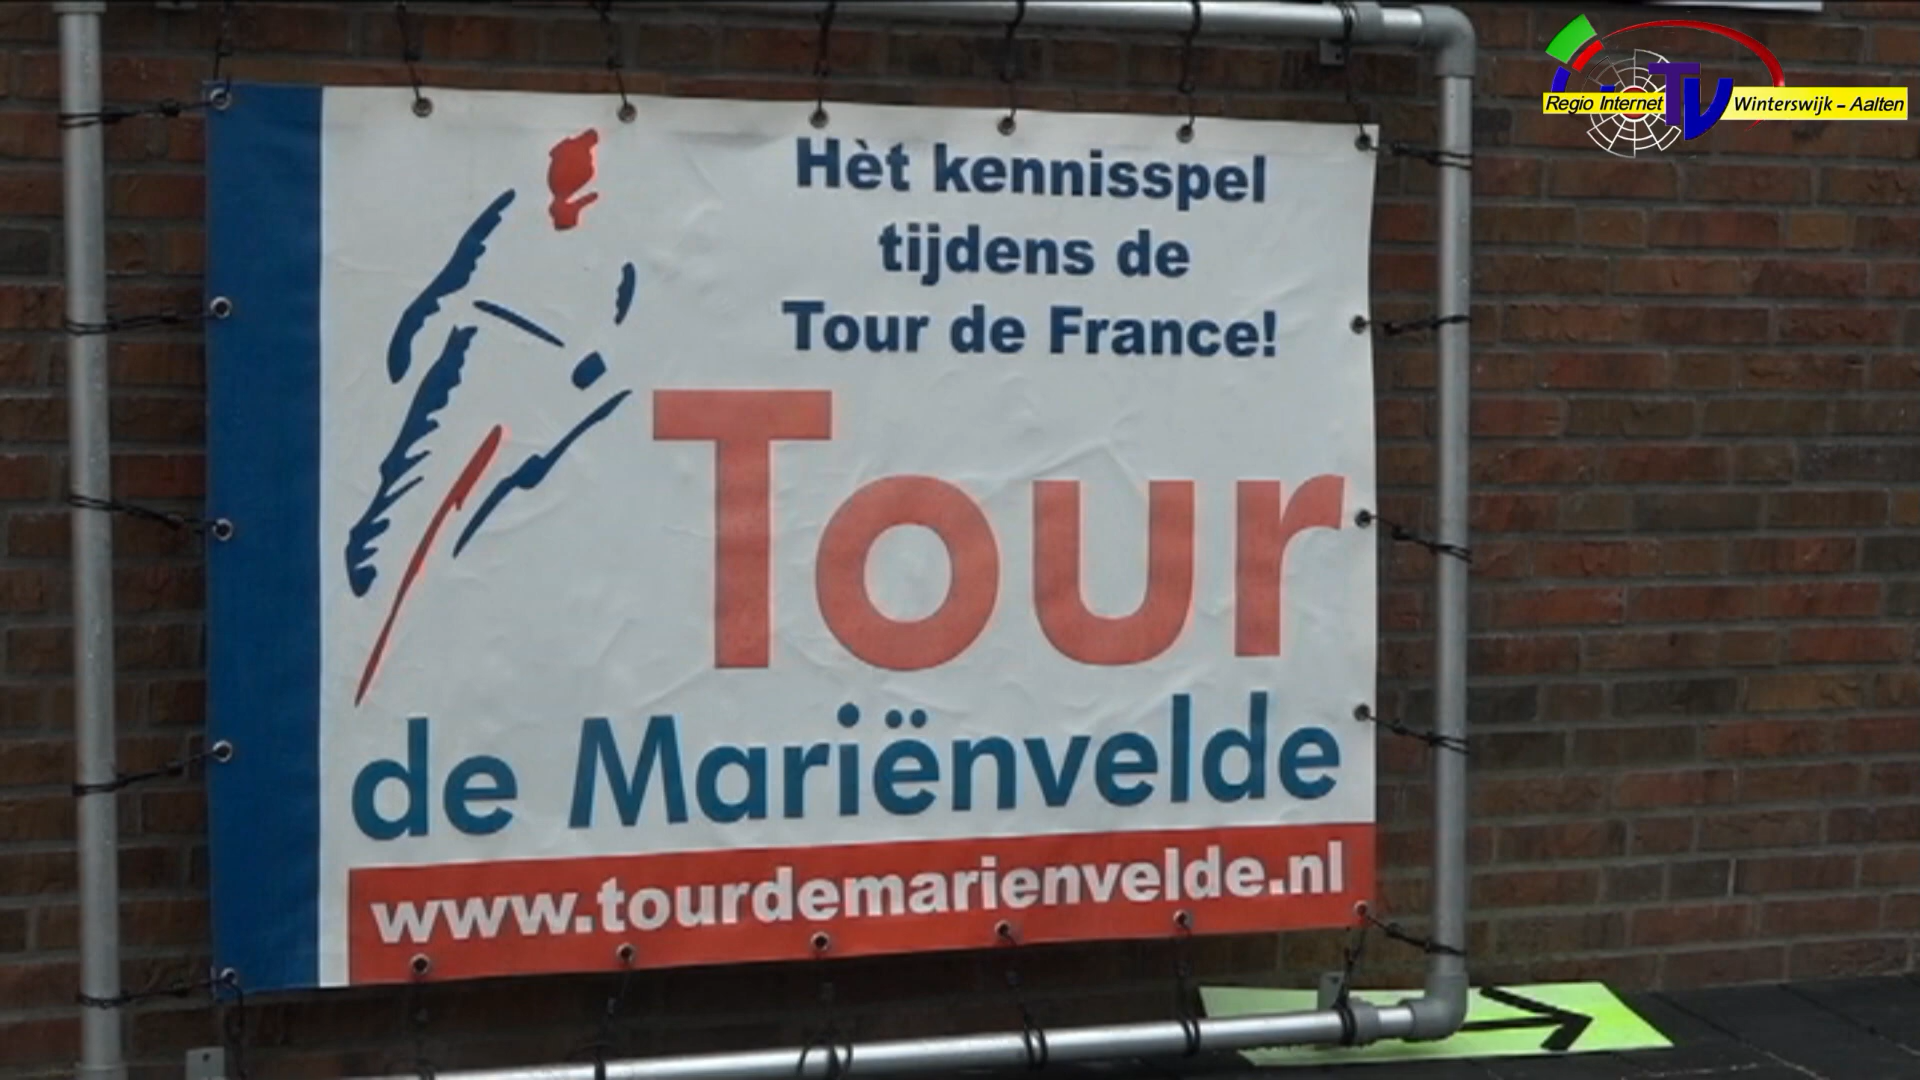 Regio Internet TV Winterswijk - Aalten
Hèt kennisspel
tijdens de
Tour de France!
Tour
de Mariënvelde
www.tourdemarienvelde.nl